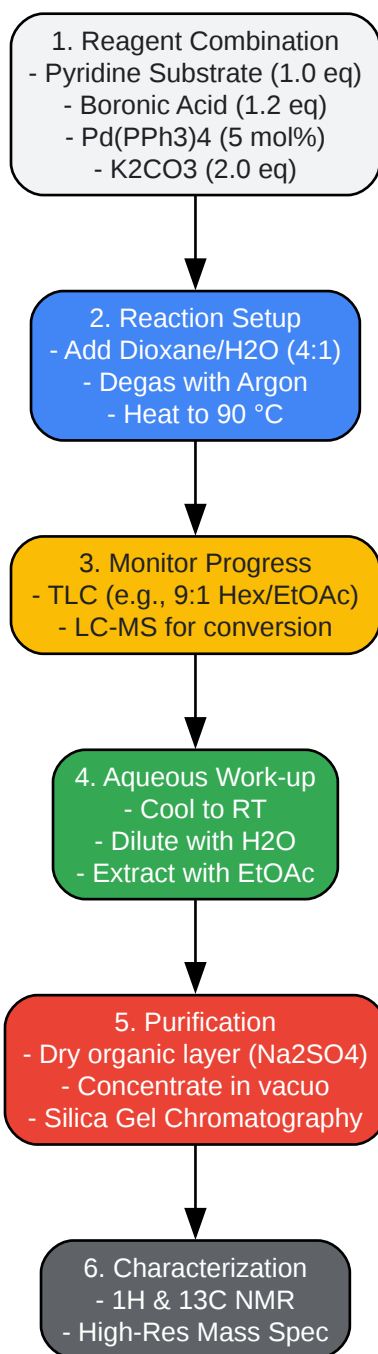 1. Reagent Combination
- Pyridine Substrate (1.0 eq)
- Boronic Acid (1.2 eq)
- Pd(PPh3)4 (5 mol%)
- K2CO3 (2.0 eq)
2. Reaction Setup
- Add Dioxane/H2O (4:1)
- Degas with Argon
- Heat to 90 °C
3. Monitor Progress
- TLC (e.g., 9:1 Hex/EtOAc)
- LC-MS for conversion
4. Aqueous Work-up
- Cool to RT
- Dilute with H2O
- Extract with EtOAc
5. Purification
- Dry organic layer (Na2SO4)
- Concentrate in vacuo
- Silica Gel Chromatography
6. Characterization
- 1H & 13C NMR
- High-Res Mass Spec